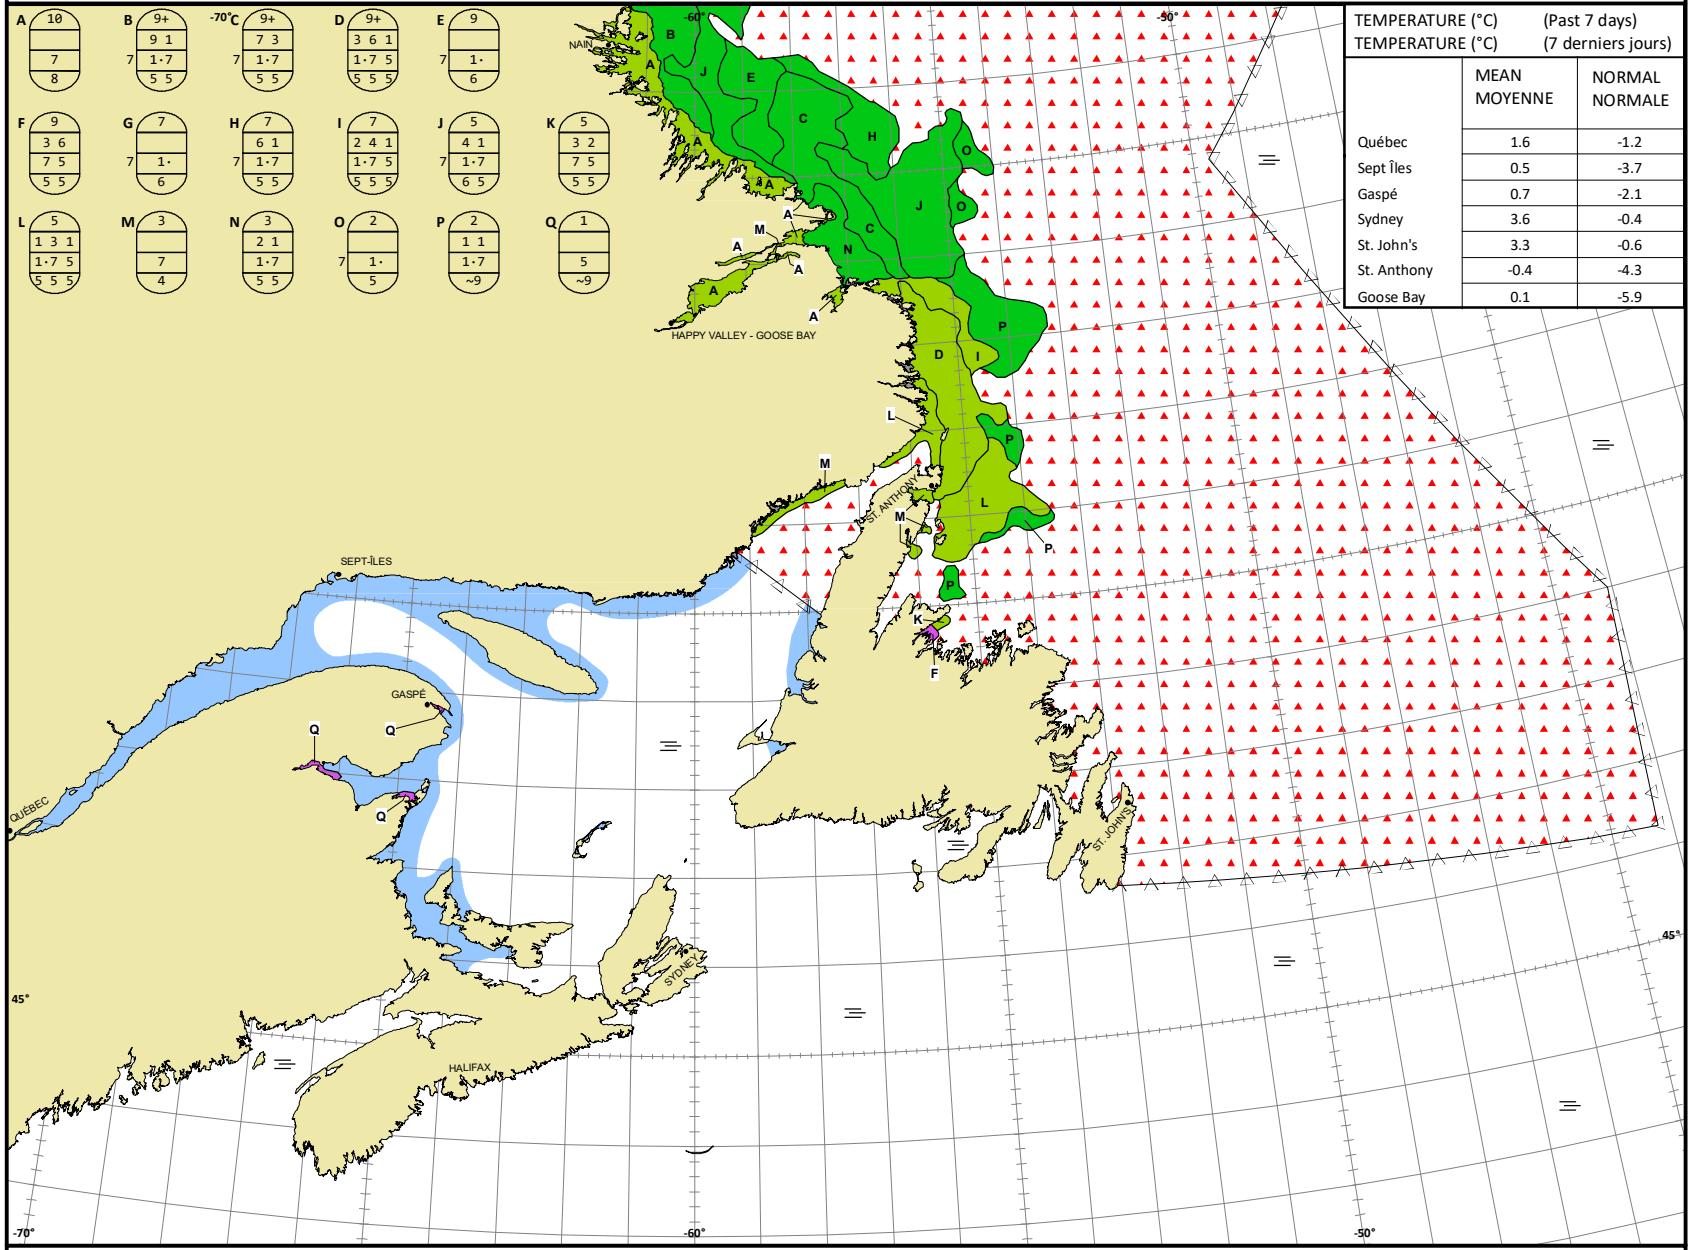 A 10
7
8
B 9+
9 1
7 1·7
5 5
-70°
C 9+
7 3
7 1·7
5 5
D 9+
3 6 1
1·7 5
5 5 5
E 9
7 1·
6
F 9
3 6
7 5
5 5
G 7
7 1·
6
H 7
6 1
7 1·7
5 5
I 7
2 4 1
1·7 5
5 5 5
J 5
4 1
7 1·7
6 5
K 5
3 2
7 5
5 5
L 5
1 3 1
1·7 5
5 5 5
M 3
7
4
N 3
2 1
1·7
5 5
O 2
7 1·
5
P 2
1 1
1·7
~9
Q 1
5
~9
TEMPERATURE (°C) (Past 7 days)
TEMPERATURE (°C) (7 derniers jours)
MEAN NORMAL
MOYENNE NORMALE
Québec 1.6 -1.2
Sept Îles 0.5 -3.7
Gaspé 0.7 -2.1
Sydney 3.6 -0.4
St. John's 3.3 -0.6
St. Anthony -0.4 -4.3
Goose Bay 0.1 -5.9
-60°
-50°
NAIN
B
A
J
E
C
H
A
O
A
A
A
J
O
M
C
A
N
A
A
A
HAPPY VALLEY - GOOSE BAY
P
D
I
L
P
M
ST. ANTHONY
L
M
P
SEPT-ÎLES
P
K
F
GASPÉ
Q
Q
QUÉBEC
Q
ST. JOHN'S
SYDNEY
45°
45°
HALIFAX
-70°
-60°
-50°